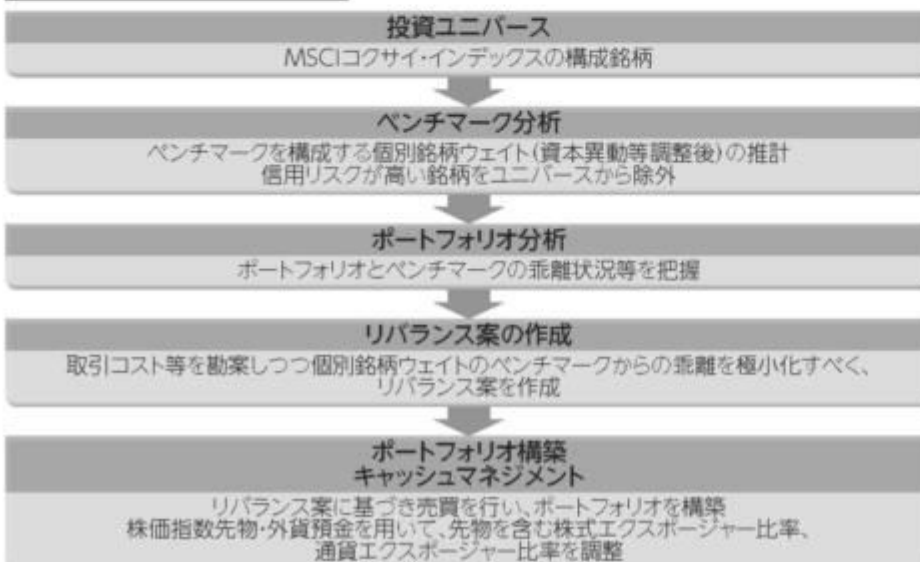 投資ユニバース
MSCIコクサイ・インデックスの構成銘柄
ベンチマーク分析
ベンチマークを構成する個別銘柄ウェイト(資本異動等調整後)の推計
信用リスクが高い銘柄をユニバースから除外
ポートフォリオ分析
ポートフォリオとベンチマークの乖離状況等を把握
リバランス案の作成
取引コスト等を勘案しつつ個別銘柄ウェイトのベンチマークからの乖離を極小化すべく、
リバランス案を作成
ポートフォリオ構築
キャッシュマネジメント
リバランス案に基づき売買を行い、ポートフォリオを構築
株価指数先物・外貨預金を用いて、先物を含む株式エクスポージャー比率、
通貨エクスポージャー比率を調整